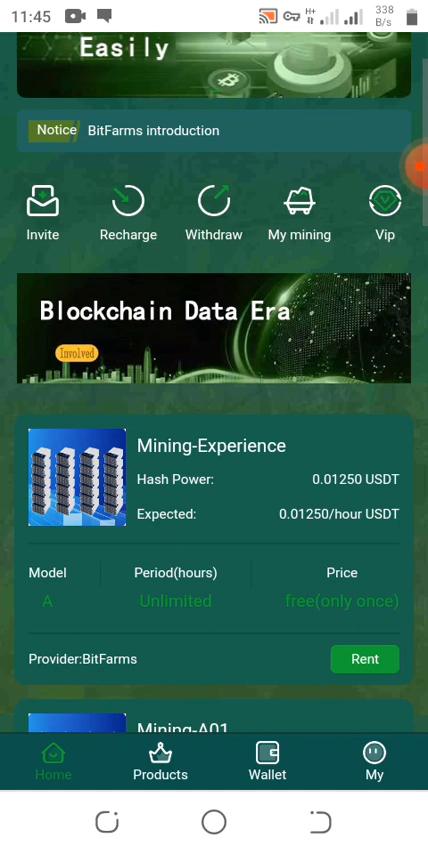 11:45
H+
338
B/s
Easily
Notice BitFarms introduction
Invite Recharge Withdraw My mining Vip
Blockchain Data Era
Involved
Mining-Experience
Hash Power: 0.01250 USDT
Expected: 0.01250/hour USDT
Model Period(hours) Price
A Unlimited free(only once)
Provider:BitFarms Rent
Mining-A01
Home Products Wallet My